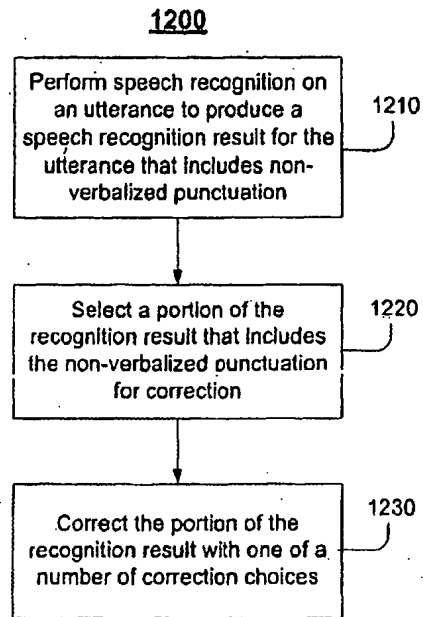 1200
Perform speech recognition on
an utterance to produce a
speech recognition result for the
utterance that includes non-
verbalized punctuation
1210
Select a portion of the
recognition result that includes
the non-verbalized punctuation
for correction
1220
Correct the portion of the
recognition result with one of a
number of correction choices
1230